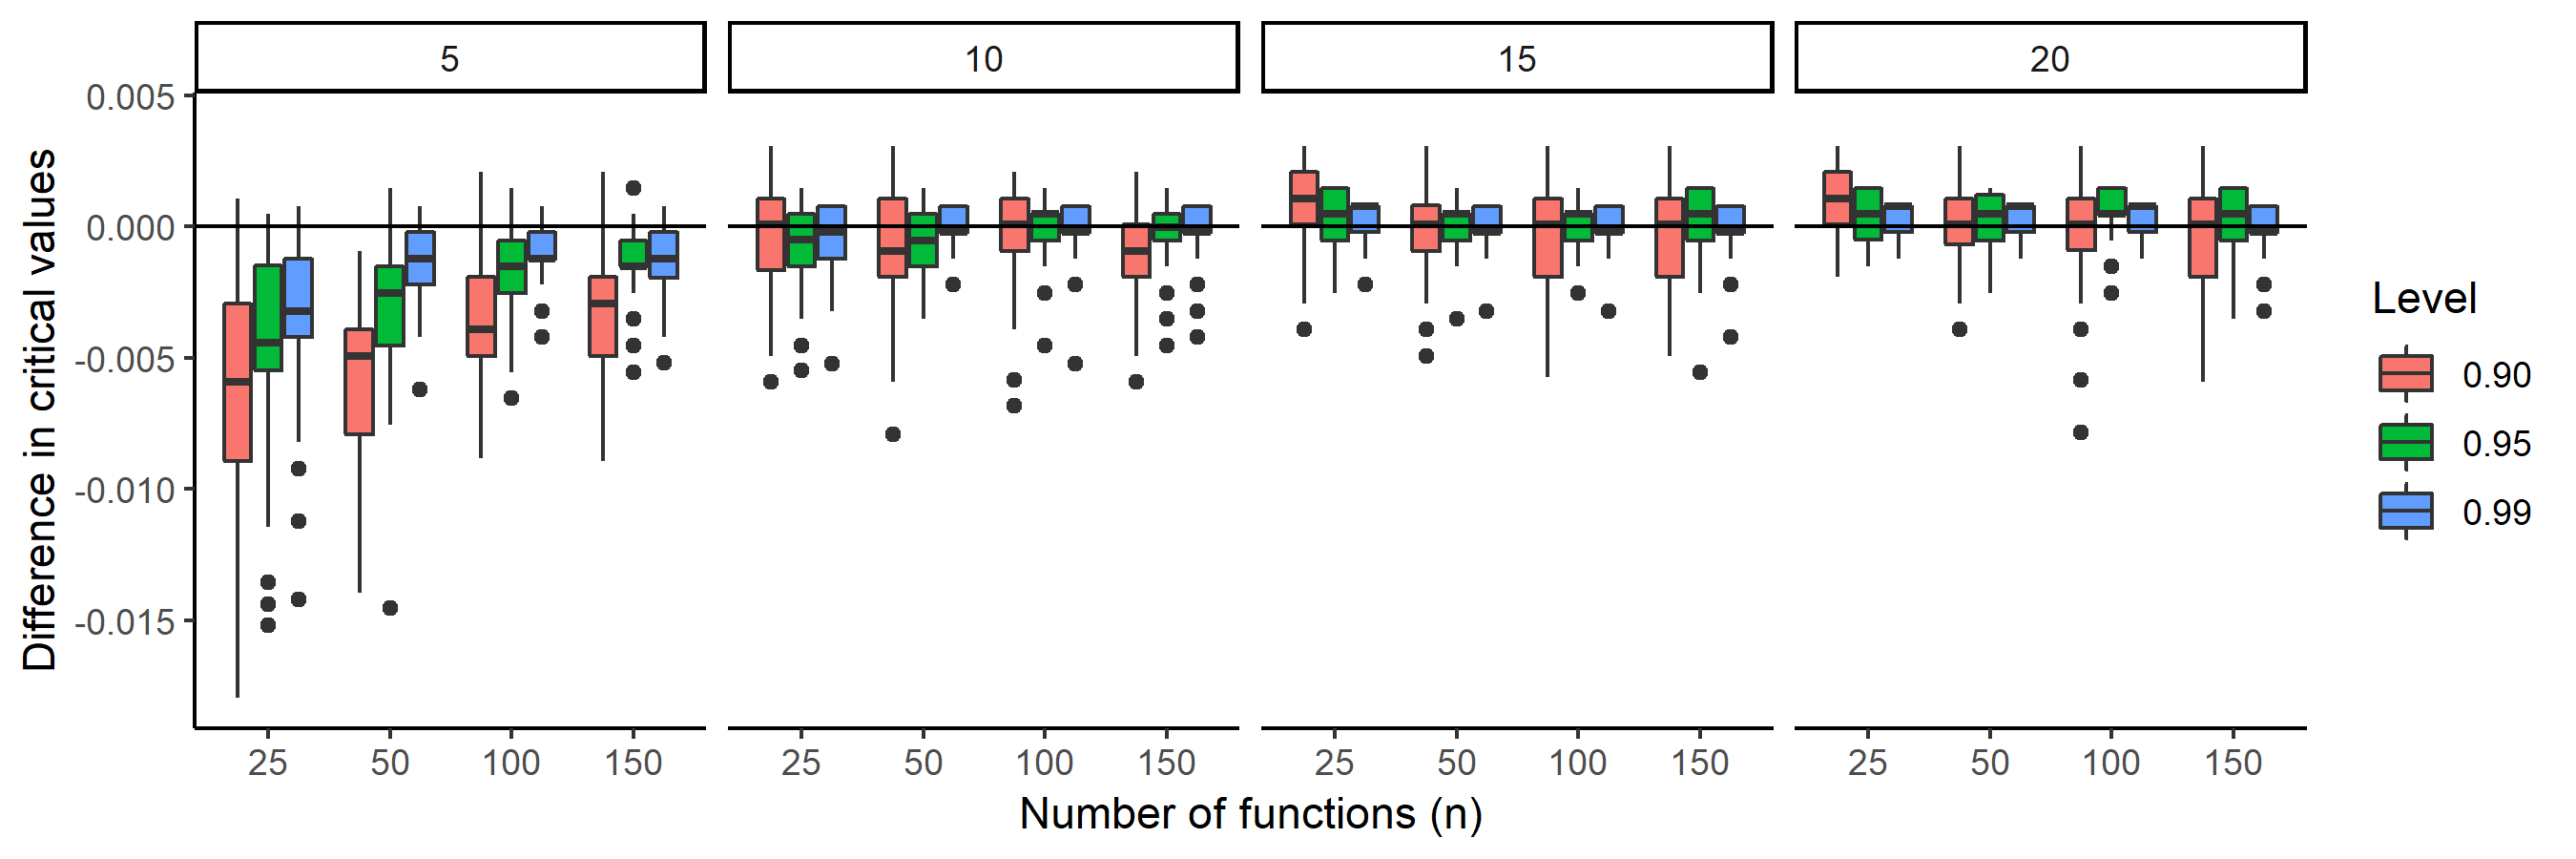 5 10 15 20
0.005
0.000
-0.005
-0.010
-0.015
Difference in critical values
25 50 100 150 25 50 100 150 25 50 100 150 25 50 100 150
Number of functions (n)
Level
0.90
0.95
0.99